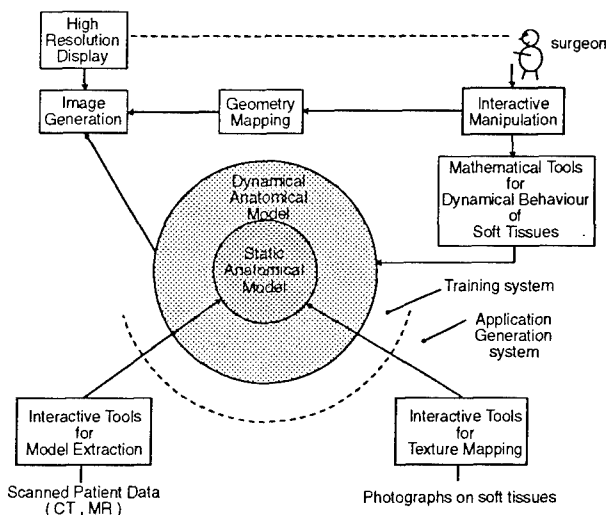 High
Resolution
Display
surgeon
Image
Generation
Geometry
Mapping
Interactive
Manipulation
Mathematical Tools
for
Dynamical Behaviour
of
Soft Tissues
Dynamical
Anatomical
Model
Static
Anatomical
Model
Training system
Application
Generation
system
Interactive Tools
for
Model Extraction
Interactive Tools
for
Texture Mapping
Scanned Patient Data
( CT , MR )
Photographs on soft tissues